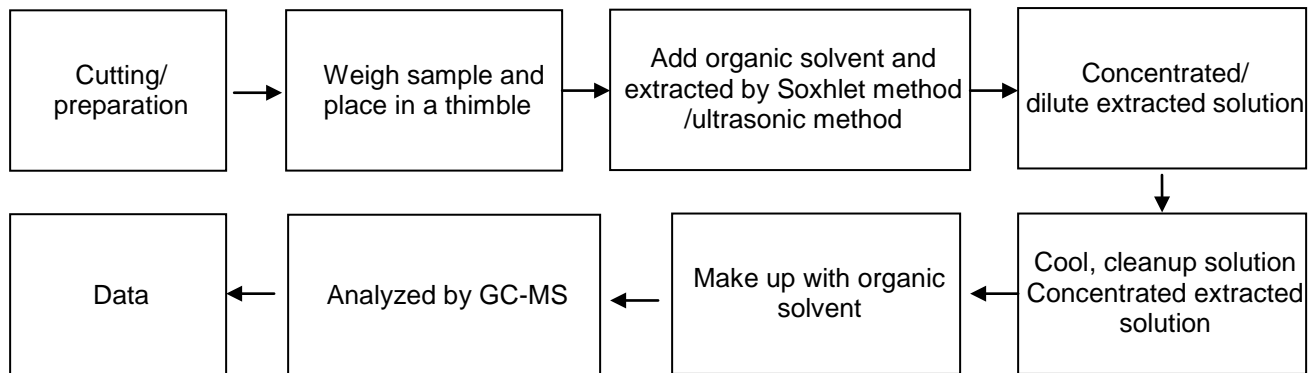 Cutting/
preparation
Weigh sample and
place in a thimble
Add organic solvent and
extracted by Soxhlet method
/ultrasonic method
Concentrated/
dilute extracted solution
Cool, cleanup solution
Concentrated extracted
solution
Make up with organic
solvent
Analyzed by GC-MS
Data